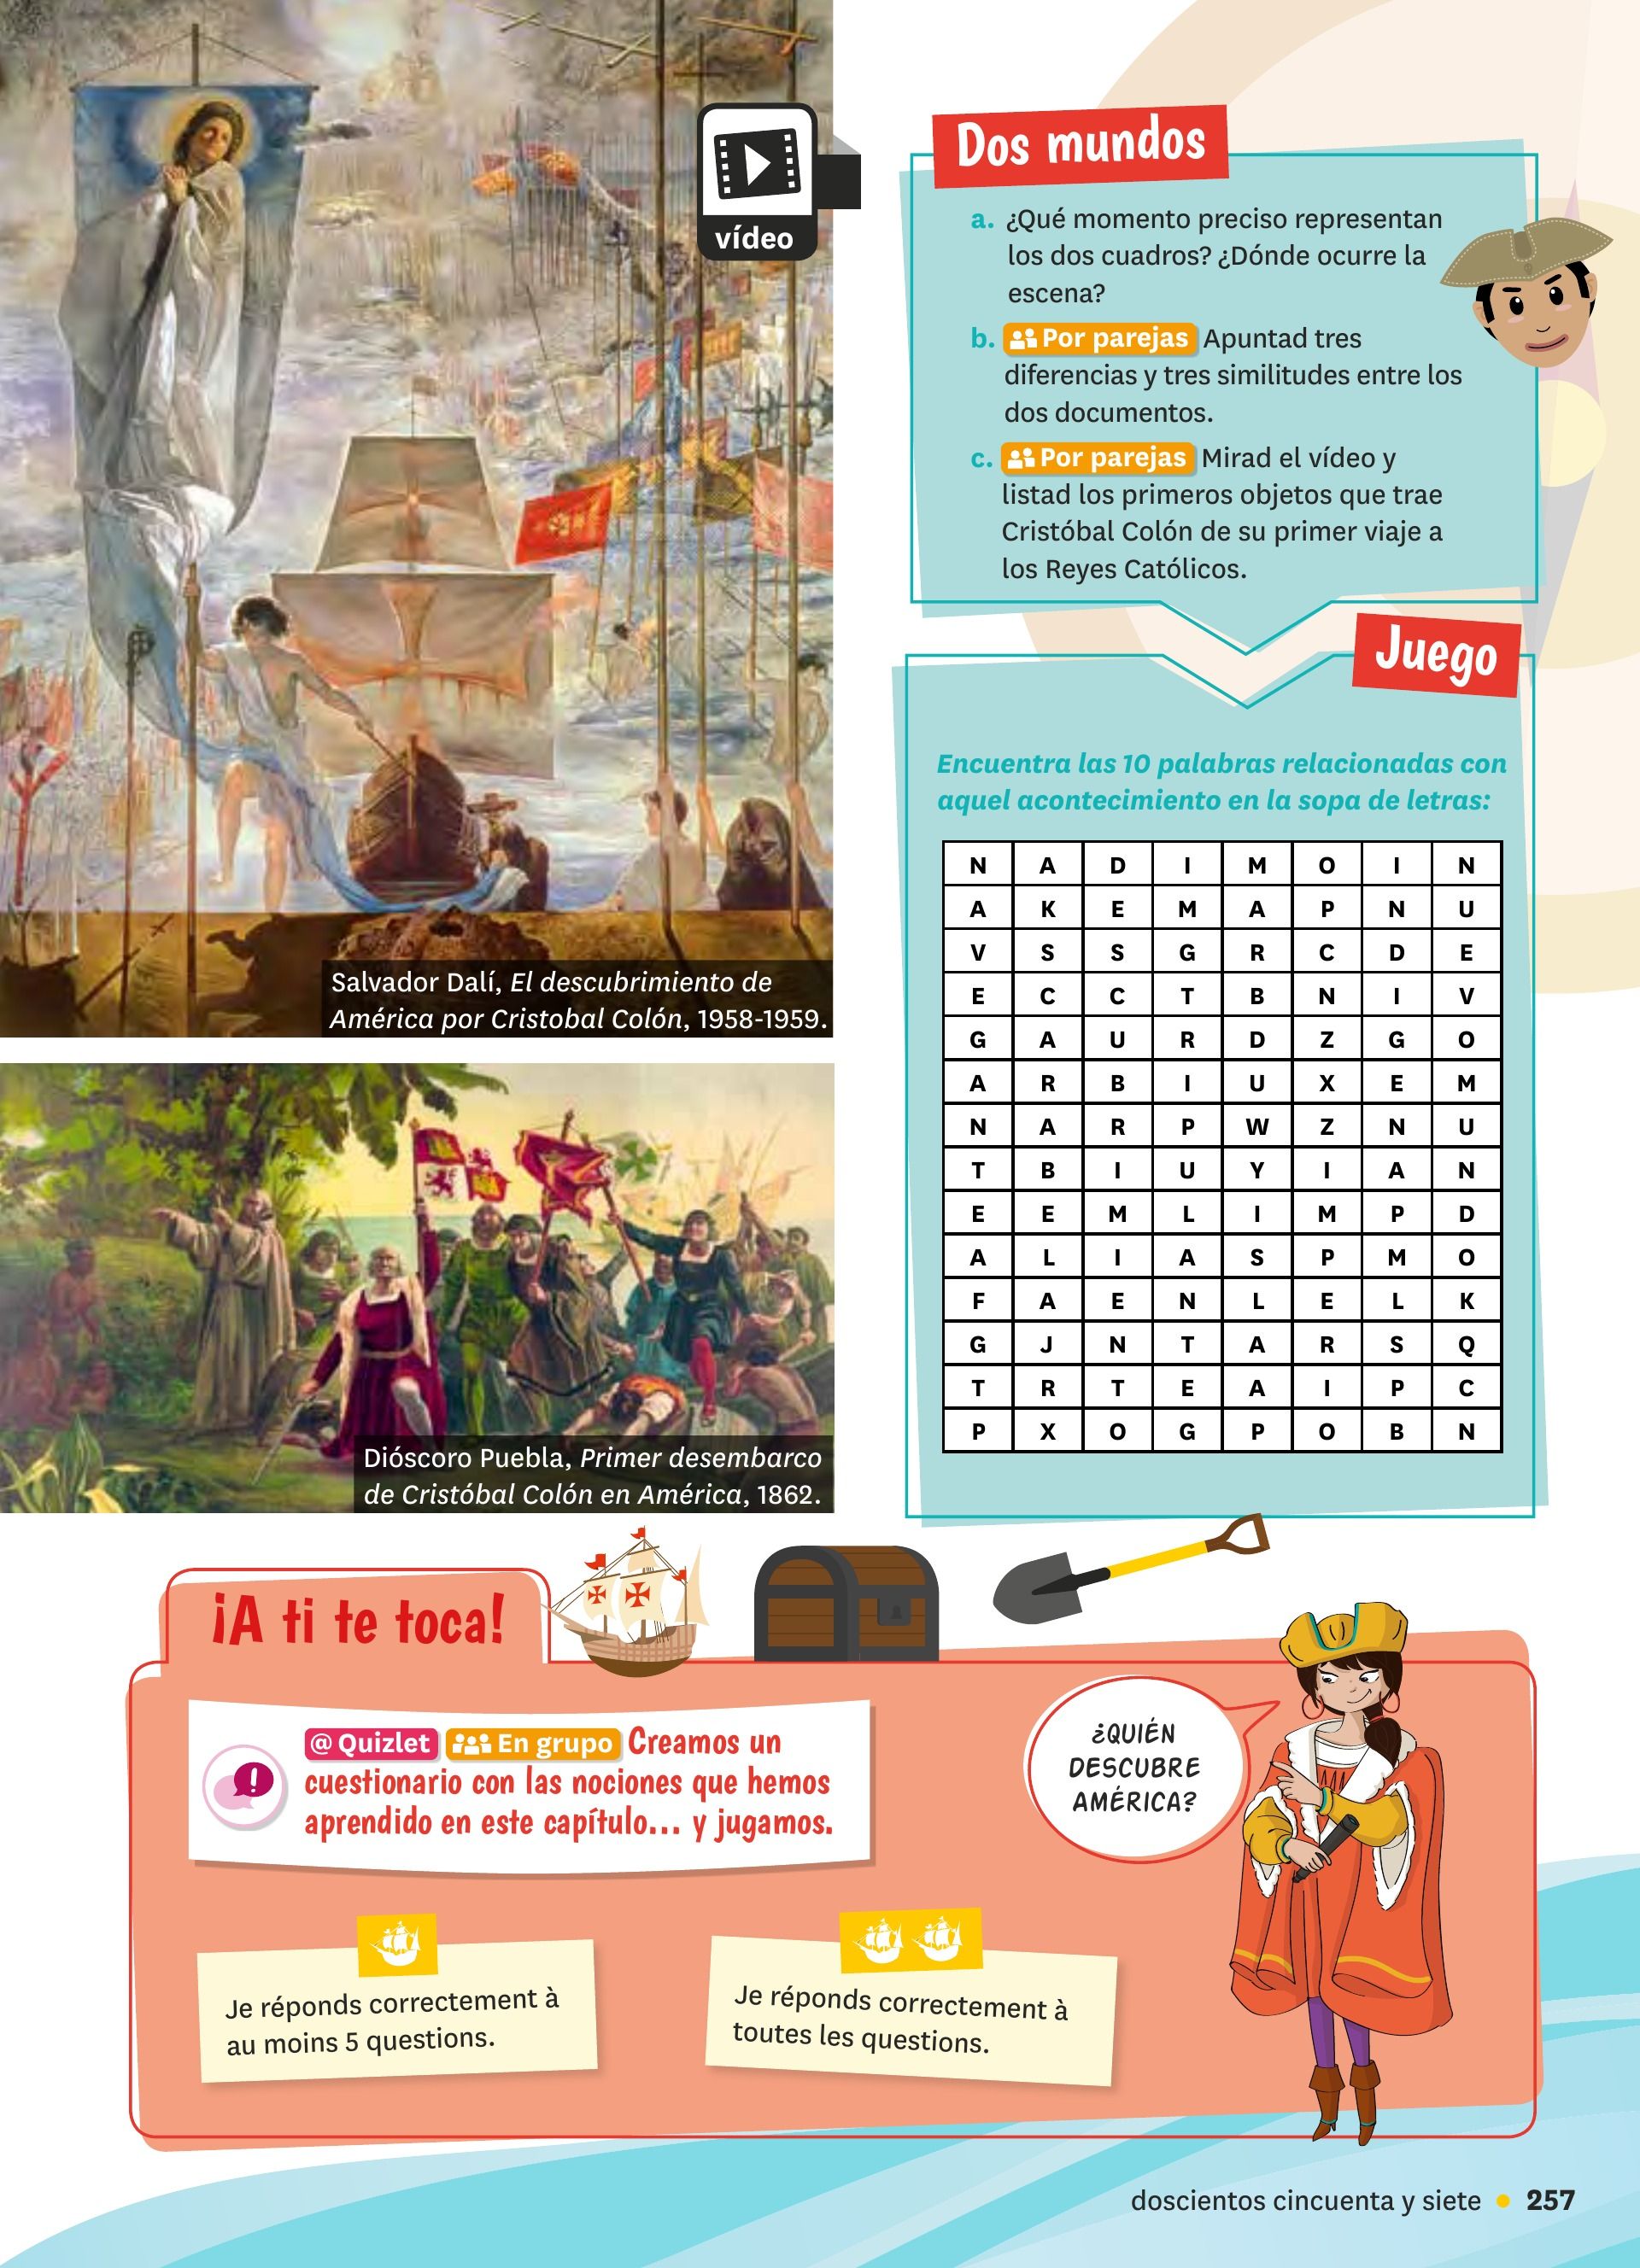 vídeo
Salvador Dalí, El descubrimiento de
América por Cristobal Colón, 1958-1959.
Dióscoro Puebla, Primer desembarco
de Cristóbal Colón en América, 1862.
Dos mundos
a. ¿Qué momento preciso representan
los dos cuadros? ¿Dónde ocurre la
escena?
b. Por parejas Apuntad tres
diferencias y tres similitudes entre los
dos documentos.
c. Por parejas Mirad el vídeo y
listad los primeros objetos que trae
Cristóbal Colón de su primer viaje a
los Reyes Católicos.
Juego
Encuentra las 10 palabras relacionadas con
aquel acontecimiento en la sopa de letras:
N A D I M O I N
A K E M A P N U
V S S G R C D E
E C C T B N I V
G A U R D Z G O
A R B I U X E M
N A R P W Z N U
T B I U Y I A N
E E M L I M P D
A L I A S P M O
F A E N L E L K
G J N T A R S Q
T R T E A I P C
P X O G P O B N
¡A ti te toca!
@ Quizlet En grupo Creamos un
cuestionario con las nociones que hemos
aprendido en este capítulo... y jugamos.
¿QUIÉN
DESCUBRE
AMÉRICA?
Je réponds correctement à
au moins 5 questions.
Je réponds correctement à
toutes les questions.
doscientos cincuenta y siete • 257